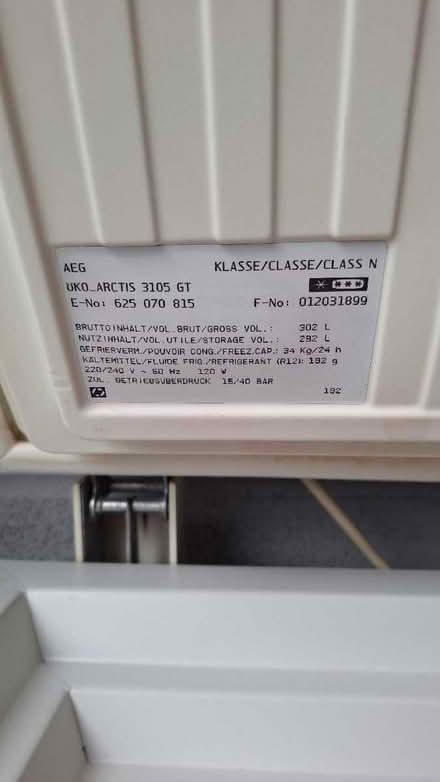 AEG KLASSE/CLASSE/CLASS N
ÖKO_ARCTIS 3105 GT
E-No: 625 070 815 F-No: 012031899
BRUTTOINHALT/VOL.BRUT/GROSS VOL.: 302 L
NUTZINHALT/VOL.UTILE/STORAGE VOL.: 292 L
GEFRIERVERM./POUVOIR CONG./FREEZ.CAP.: 34 Kg/24 h
KÄLTEMITTEL/FLUIDE FRIG./REFRIGERANT (R12): 192 g
220/240 V ~ 50 Hz 120 W
ZUL. BETRIEBSÜBERDRUCK 15/40 BAR
192